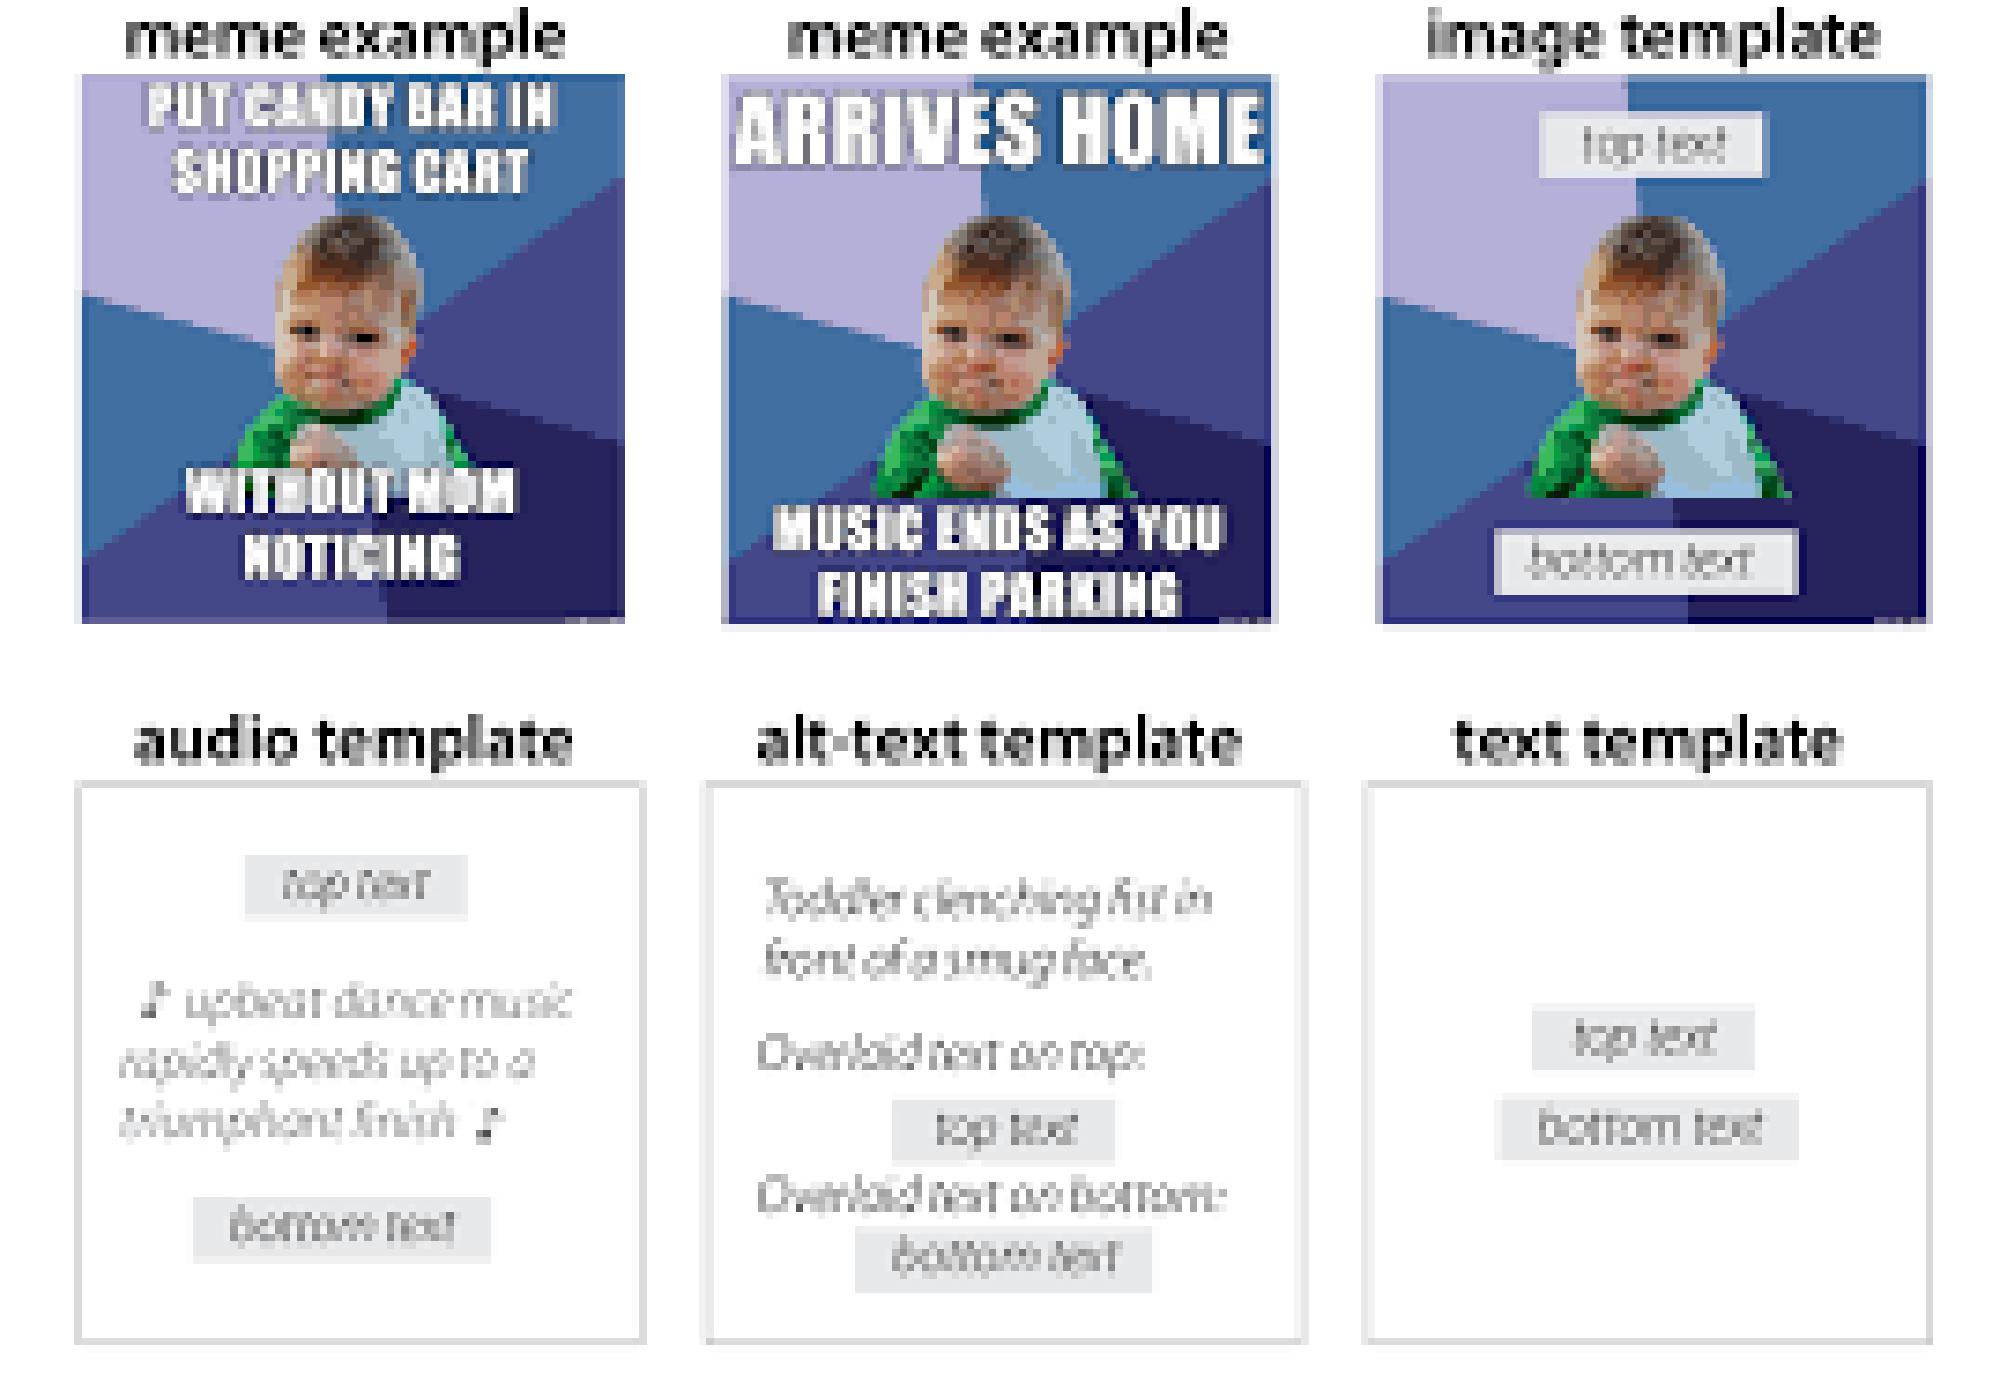 meme example
PUT CANDY BAR IN
SHOPPING CART
WITHOUT MOM
NOTICING
meme example
ARRIVES HOME
MUSIC ENDS AS YOU
FINISH PARKING
image template
top text
bottom text
audio template
top text
♪ upbeat dance music
rapidly speeds up to a
triumphant finish ♪
bottom text
alt-text template
Toddler clenching fist in
front of a smug face.
Overlaid text on top:
top text
Overlaid text on bottom:
bottom text
text template
top text
bottom text